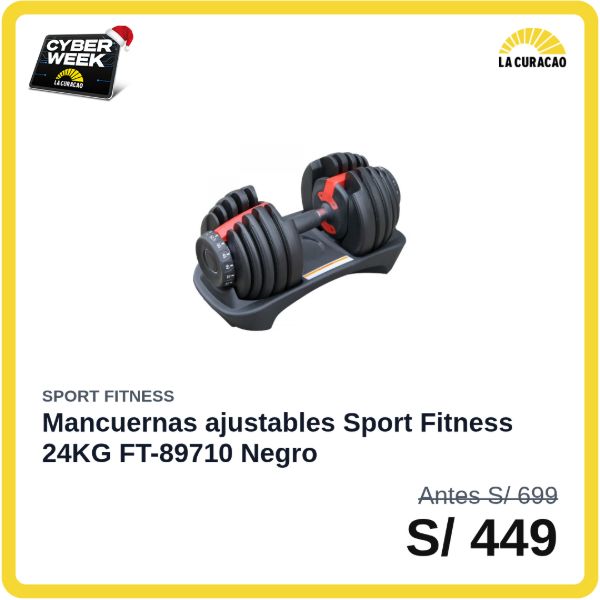 CYBER
WEEK
LA CURACAO
LA CURACAO
SPORT FITNESS
Mancuernas ajustables Sport Fitness
24KG FT-89710 Negro
Antes S/ 699
S/ 449